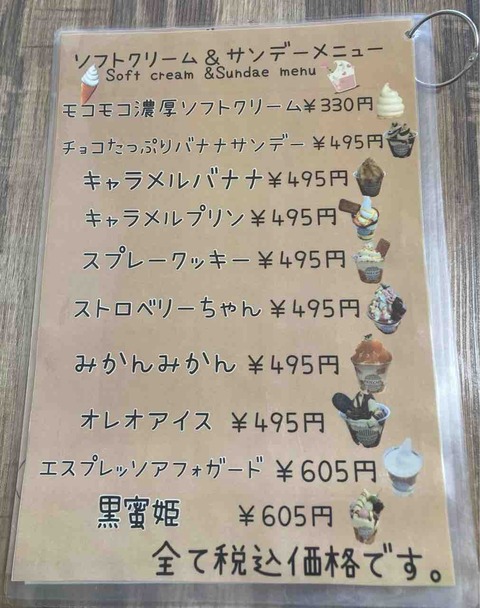 ソフトクリーム & サンデーメニュー
Soft cream &Sundae menu
モコモコ濃厚ソフトクリーム¥330円
チョコたっぷりバナナサンデー ¥495円
キャラメルバナナ¥495円
キャラメルプリン¥495円
スプレークッキー¥495円
ストロベリーちゃん¥495円
みかんみかん ¥495円
オレオアイス ¥495円
エスプレッソアフォガード ¥605円
黒蜜姫 ¥605円
全て税込価格です。